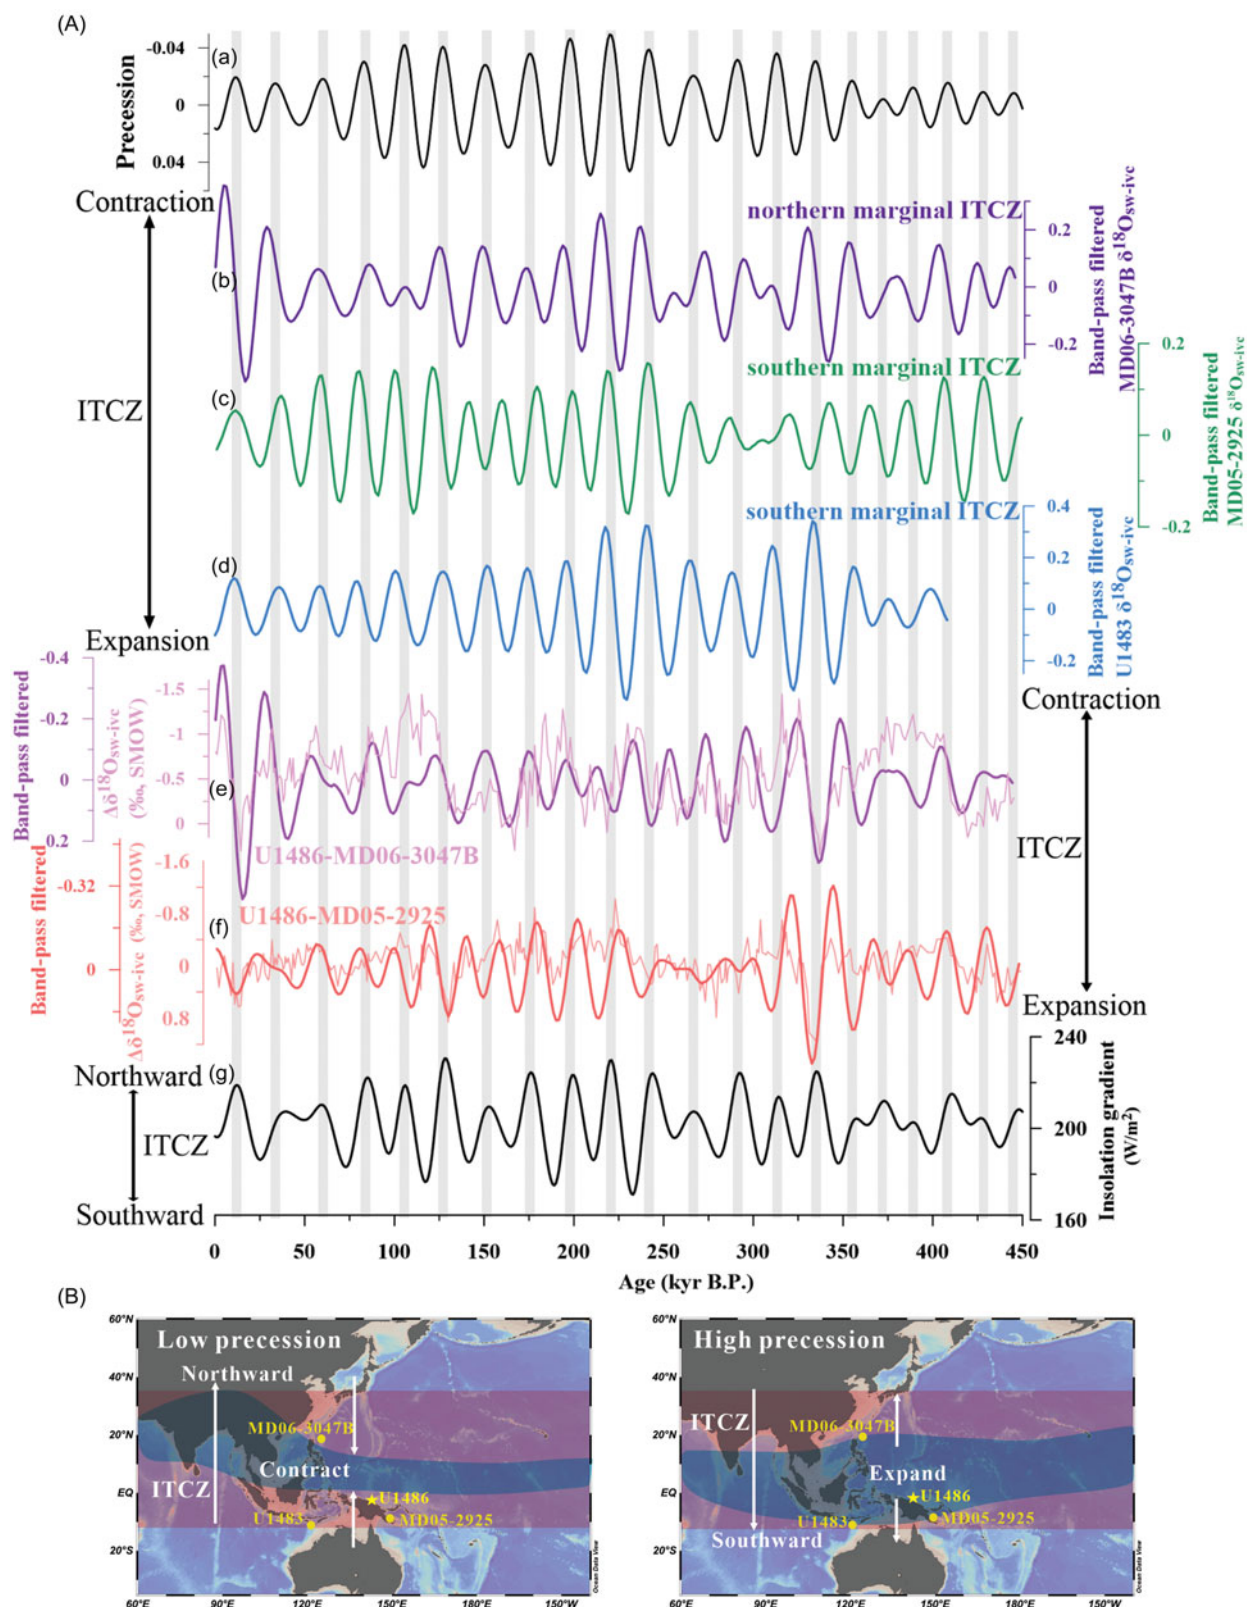 (A)
(a)
Precession
-0.04
0
0.04
Contraction
ITCZ
Expansion
northern marginal ITCZ
(b)
0.2
0
-0.2
Band-pass filtered
MD06-3047B δ18Osw-ivc
southern marginal ITCZ
(c)
0.2
0
-0.2
Band-pass filtered
MD05-2925 δ18Osw-ivc
southern marginal ITCZ
(d)
0.4
0.2
0
-0.2
Band-pass filtered
U1483 δ18Osw-ivc
Band-pass filtered
-0.4
-0.2
0
0.2
Δδ18Osw-ivc
(‰, SMOW)
-1.5
-1
-0.5
0
(e)
U1486-MD06-3047B
Contraction
ITCZ
Expansion
Band-pass filtered
-0.32
0
Δδ18Osw-ivc (‰, SMOW)
-1.6
-0.8
0
0.8
U1486-MD05-2925
(f)
Northward
ITCZ
Southward
(g)
240
200
160
Insolation gradient
(W/m2)
0 50 100 150 200 250 300 350 400 450
Age (kyr B.P.)
(B)
60°N
40°N
20°N
EQ
20°S
Low precession
Northward
MD06-3047B
Contract
ITCZ
U1486
U1483
MD05-2925
Ocean Data View
60°E 90°E 120°E 150°E 180°E 150°W
60°N
40°N
20°N
EQ
20°S
High precession
ITCZ
MD06-3047B
Expand
U1486
U1483
MD05-2925
Southward
Ocean Data View
60°E 90°E 120°E 150°E 180°E 150°W